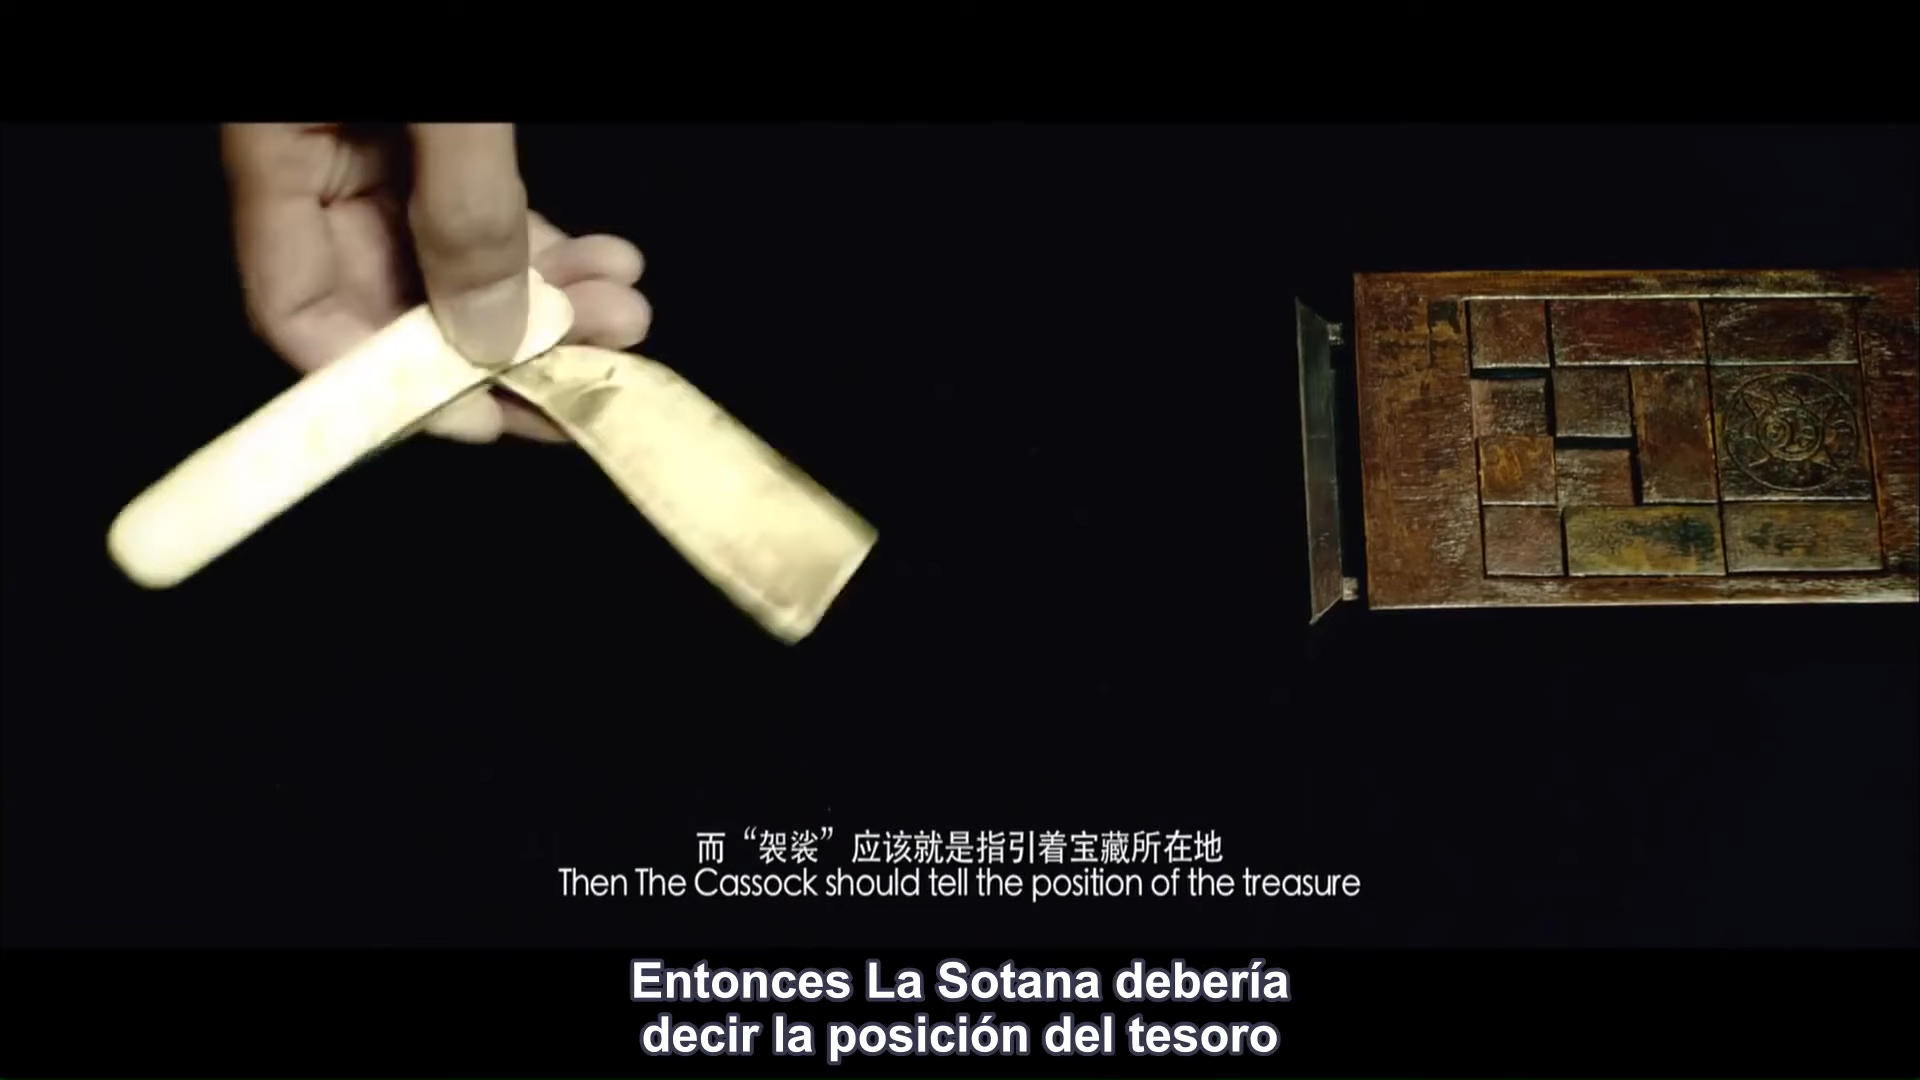 而“袈裟”应该就是指引着宝藏所在地
Then The Cassock should tell the position of the treasure
Entonces La Sotana debería
decir la posición del tesoro